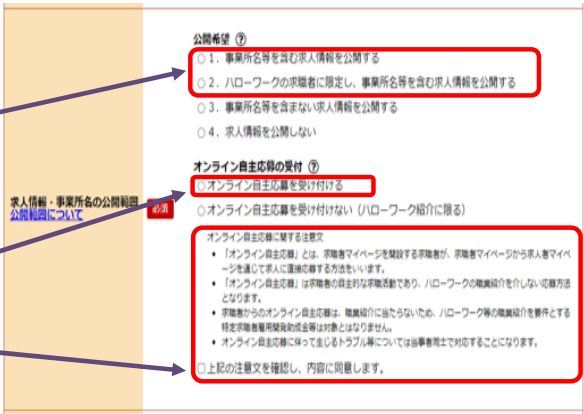 公開希望 ?
○1．事業所名等を含む求人情報を公開する
○2．ハローワークの求職者に限定し、事業所名等を含む求人情報を公開する
○3．事業所名等を含まない求人情報を公開する
○4．求人情報を公開しない
オンライン自主応募の受付 ?
○オンライン自主応募を受け付ける
求人情報・事業所名の公開範囲
公開範囲について
必須
○オンライン自主応募を受け付けない（ハローワーク紹介に限る）
オンライン自主応募に関する注意文
• 「オンライン自主応募」とは、求職者マイページを開設する求職者が、求職者マイページから求人者マイペ
ージを通じて求人に直接応募する方法をいいます。
• 「オンライン自主応募」は求職者の自主的な求職活動であり、ハローワークの職業紹介を介しない応募方法
となります。
• 求職者からのオンライン自主応募は、職業紹介に当たらないため、ハローワーク等の職業紹介を要件とする
特定求職者雇用開発助成金等は対象とはなりません。
• オンライン自主応募に伴って生じるトラブル等については当事者同士で対応することになります。
□上記の注意文を確認し、内容に同意します。